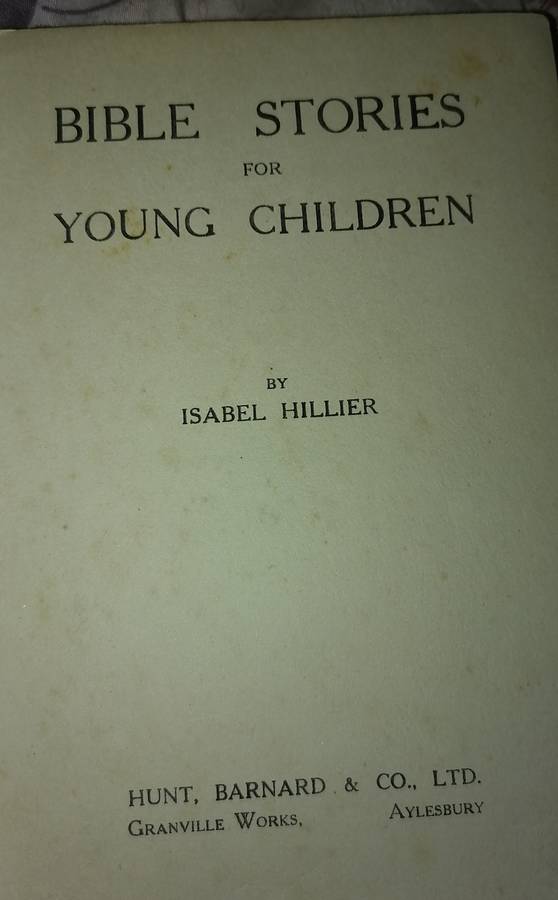 BIBLE STORIES
FOR
YOUNG CHILDREN
BY
ISABEL HILLIER
HUNT, BARNARD & CO., LTD.
GRANVILLE WORKS, AYLESBURY